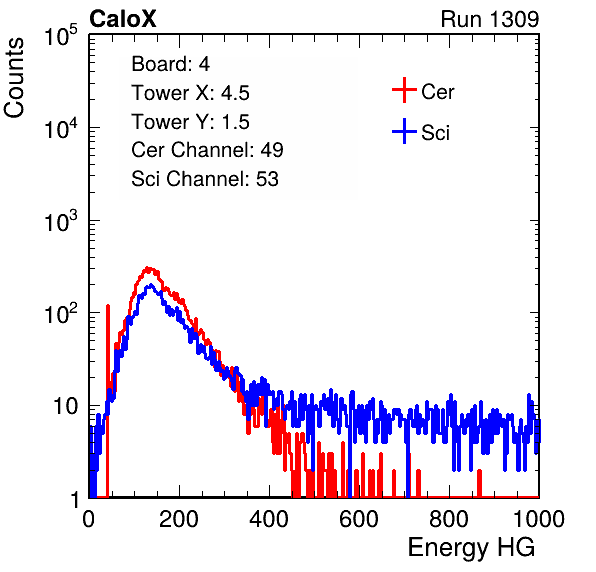 CaloX Run 1309
Counts
10^5
10^4
10^3
10^2
10
1
Board: 4
Tower X: 4.5
Tower Y: 1.5
Cer Channel: 49
Sci Channel: 53
Cer
Sci
0 200 400 600 800 1000
Energy HG